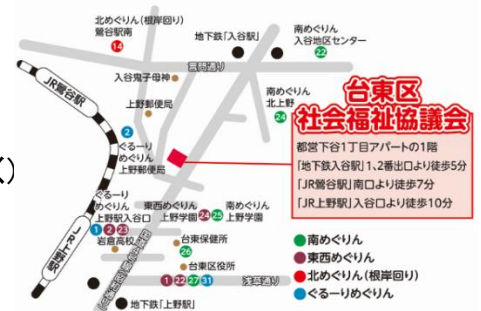 北めぐりん(根岸回り)
鶯谷駅南
14
地下鉄「入谷駅」
南めぐりん
入谷地区センター
22
言問通り
JR鶯谷駅
入谷鬼子母神
上野郵便局
南めぐりん
北上野
24
台東区
社会福祉協議会
都営下谷1丁目アパートの1階
「地下鉄入谷駅」1、2番出口より徒歩5分
「JR鶯谷駅」南口より徒歩7分
「JR上野駅」入谷口より徒歩10分
2
ぐるーり
めぐりん
上野郵便局
ぐるーり
めぐりん
上野駅入谷口
1 2 23
岩倉高校
東西めぐりん
上野学園
24 25
南めぐりん
上野学園
JR上野駅
台東保健所
26
台東区役所
1 22 27 31
浅草通り
地下鉄「上野駅」
南めぐりん
東西めぐりん
北めぐりん(根岸回り)
ぐるーりめぐりん